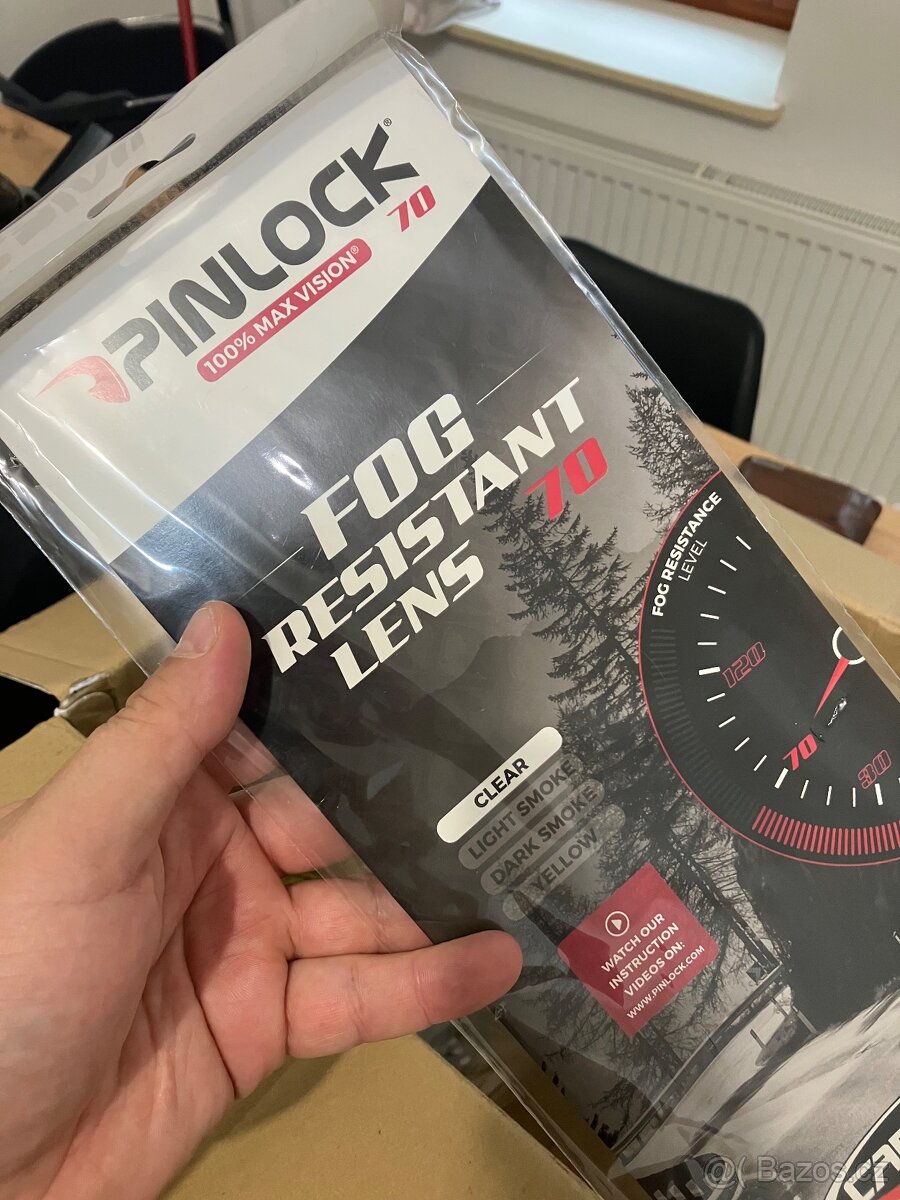 PINLOCK®
70
100% MAX VISION®
FOG
RESISTANT
LENS 70
FOG RESISTANCE
LEVEL
120
70
30
CLEAR
LIGHT SMOKE
DARK SMOKE
YELLOW
WATCH OUR
INSTRUCTION
VIDEOS ON:
WWW.PINLOCK.COM
@( Bazos.cz